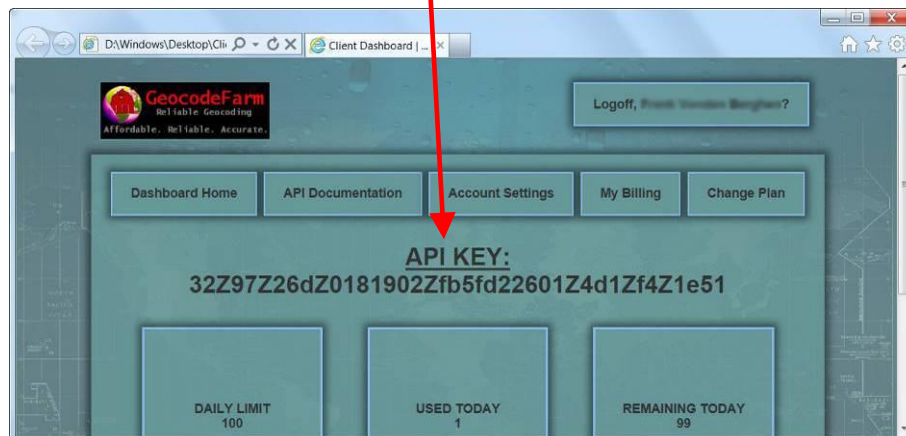 D:\Windows\Desktop\Cli
Client Dashboard | ...
GeocodeFarm
Reliable Geocoding
Affordable. Reliable. Accurate.
Logoff, ?
Dashboard Home
API Documentation
Account Settings
My Billing
Change Plan
API KEY:
32Z97Z26dZ0181902Zfb5fd22601Z4d1Zf4Z1e51
DAILY LIMIT
100
USED TODAY
1
REMAINING TODAY
99